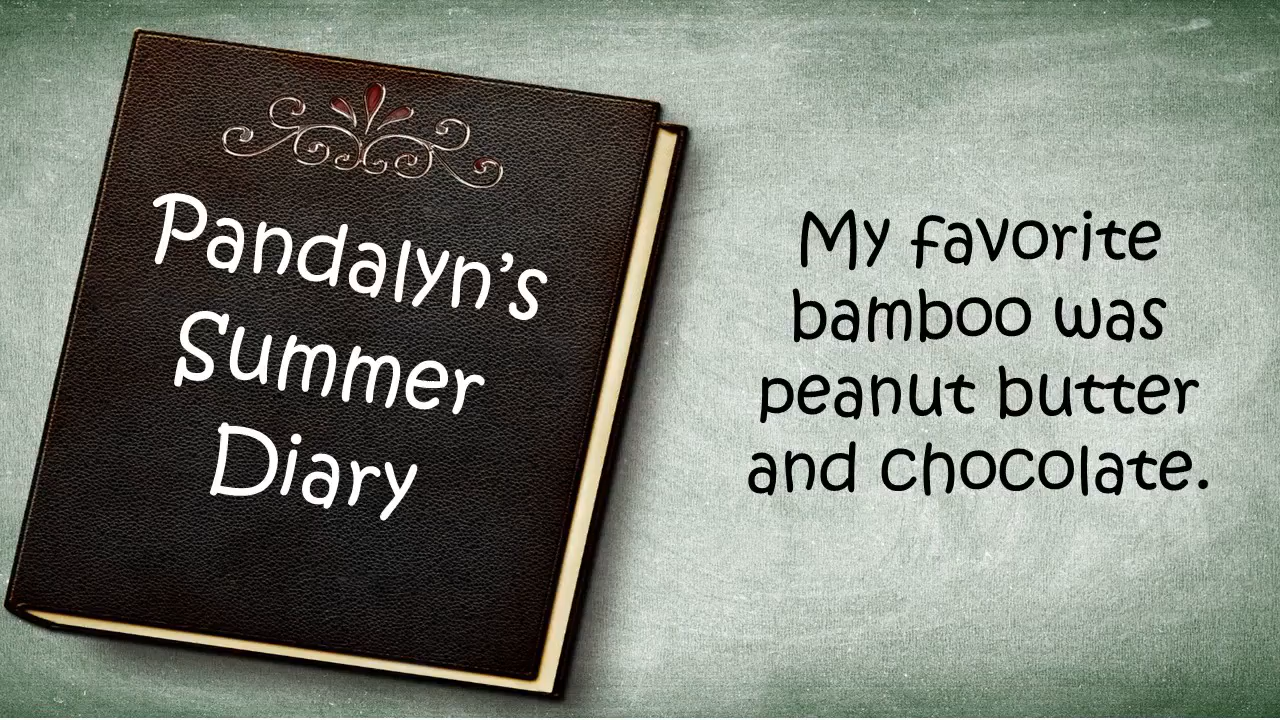 Pandalyn's
Summer
Diary
My favorite
bamboo was
peanut butter
and chocolate.